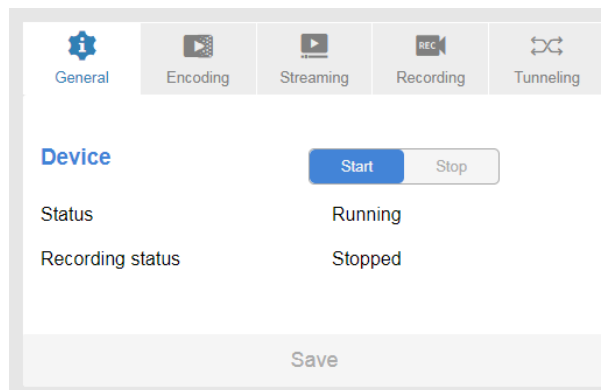 REC
General Encoding Streaming Recording Tunneling
Device Start Stop
Status Running
Recording status Stopped
Save